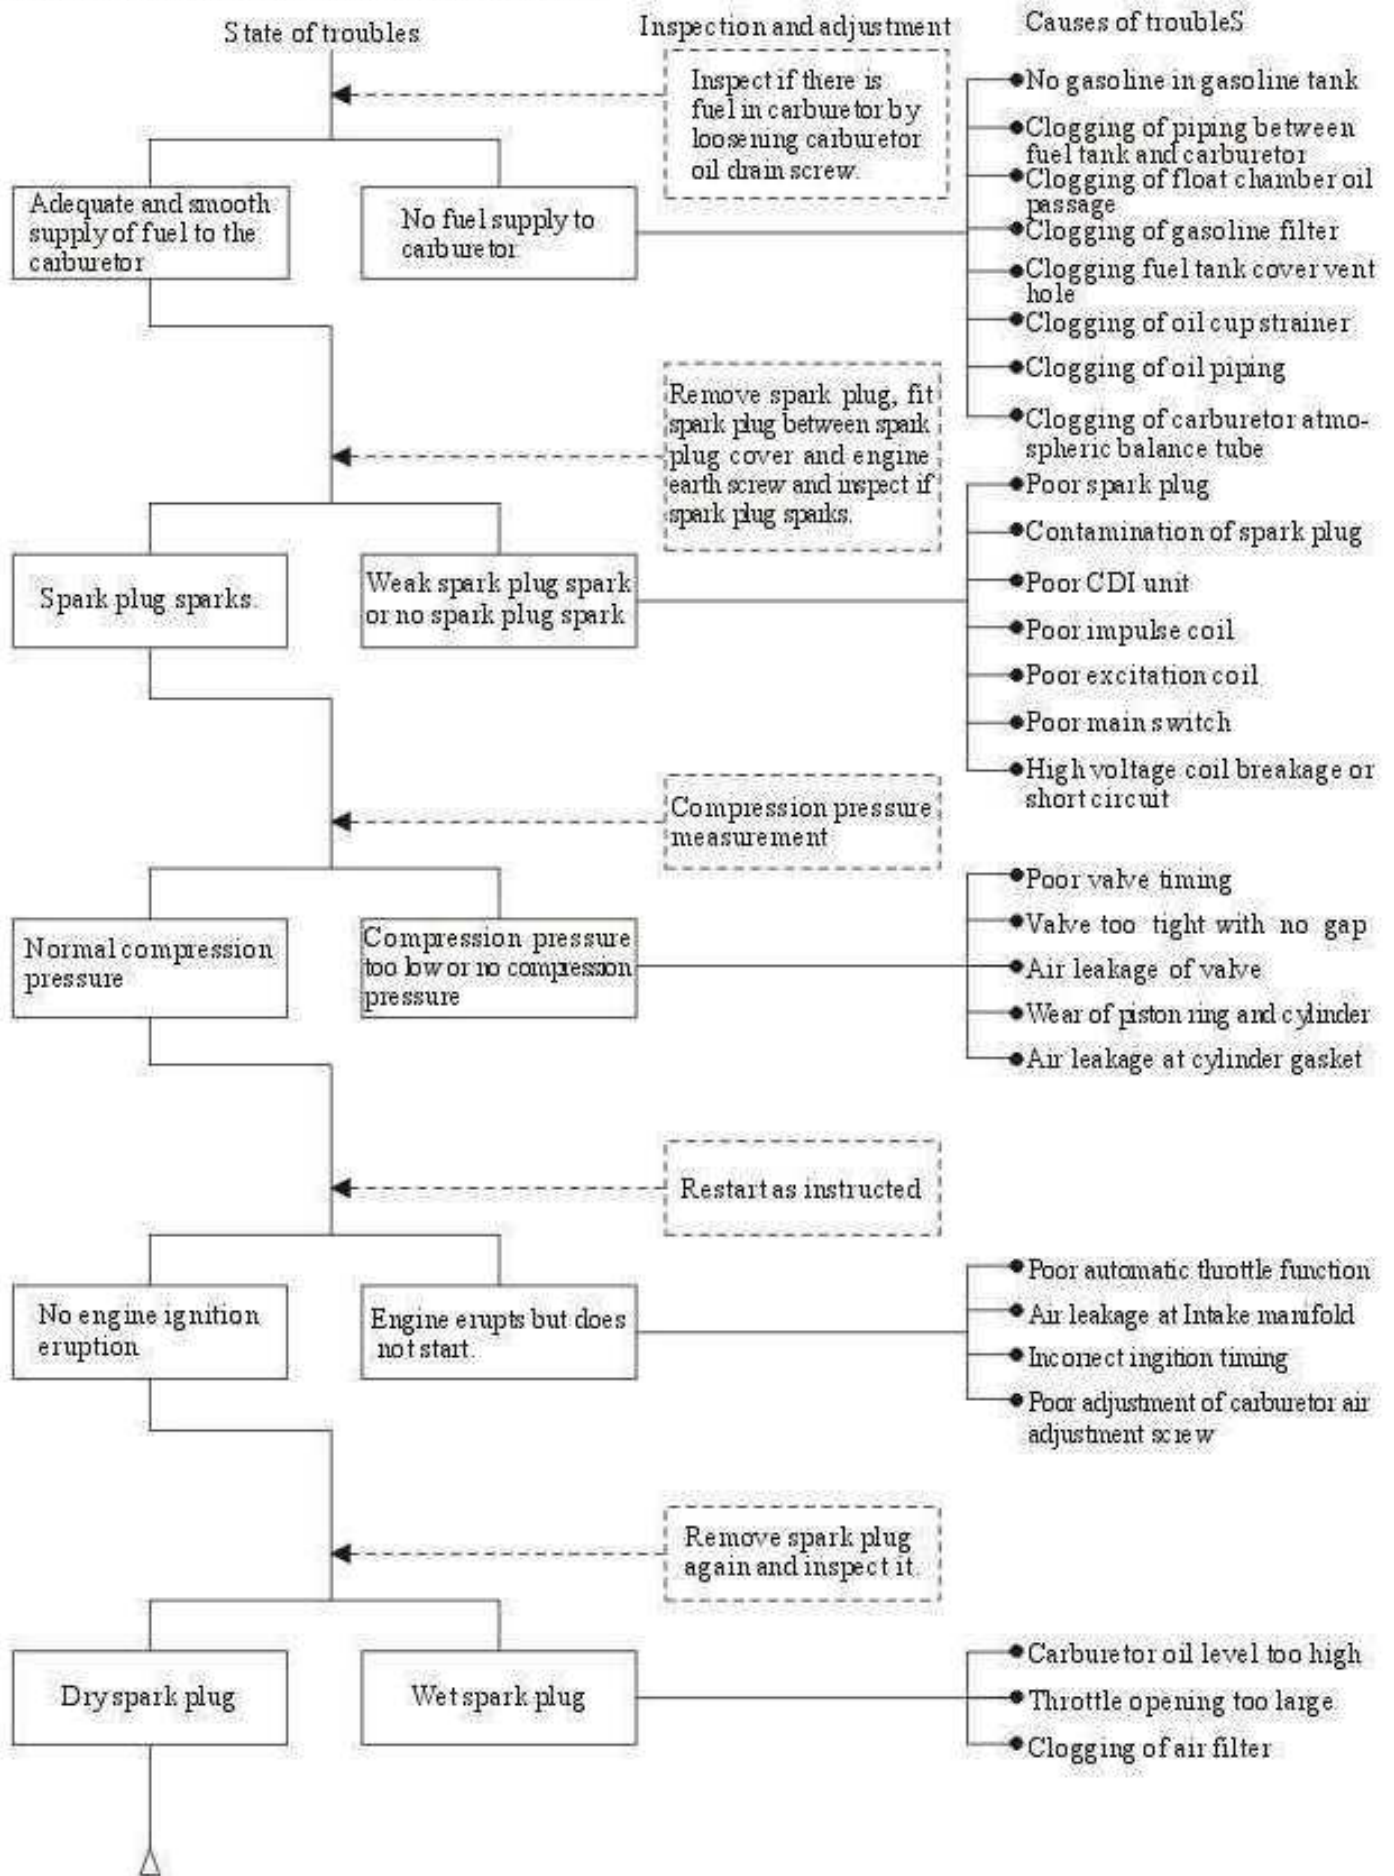 State of troubles
Inspection and adjustment
Causes of troubleS
Inspect if there is
fuel in carburetor by
loosening carburetor
oil drain screw.
No gasoline in gasoline tank
Clogging of piping between
fuel tank and carburetor
Clogging of float chamber oil
passage
Clogging of gasoline filter
Clogging fuel tank cover vent
hole
Clogging of oil cup strainer
Clogging of oil piping
Clogging of carburetor atmo-
spheric balance tube
Adequate and smooth
supply of fuel to the
carburetor
No fuel supply to
carburetor
Remove spark plug, fit
spark plug between spark
plug cover and engine
earth screw and inspect if
spark plug sparks.
Spark plug sparks.
Weak spark plug spark
or no spark plug spark
Poor spark plug
Contamination of spark plug
Poor CDI unit
Poor impulse coil
Poor excitation coil
Poor main switch
High voltage coil breakage or
short circuit
Compression pressure
measurement
Normal compression
pressure
Compression pressure
too low or no compression
pressure
Poor valve timing
Valve too tight with no gap
Air leakage of valve
Wear of piston ring and cylinder
Air leakage at cylinder gasket
Restart as instructed
No engine ignition
eruption
Engine erupts but does
not start.
Poor automatic throttle function
Air leakage at Intake manifold
Incorrect ingition timing
Poor adjustment of carburetor air
adjustment screw
Remove spark plug
again and inspect it.
Dry spark plug
Wet spark plug
Carburetor oil level too high
Throttle opening too large
Clogging of air filter